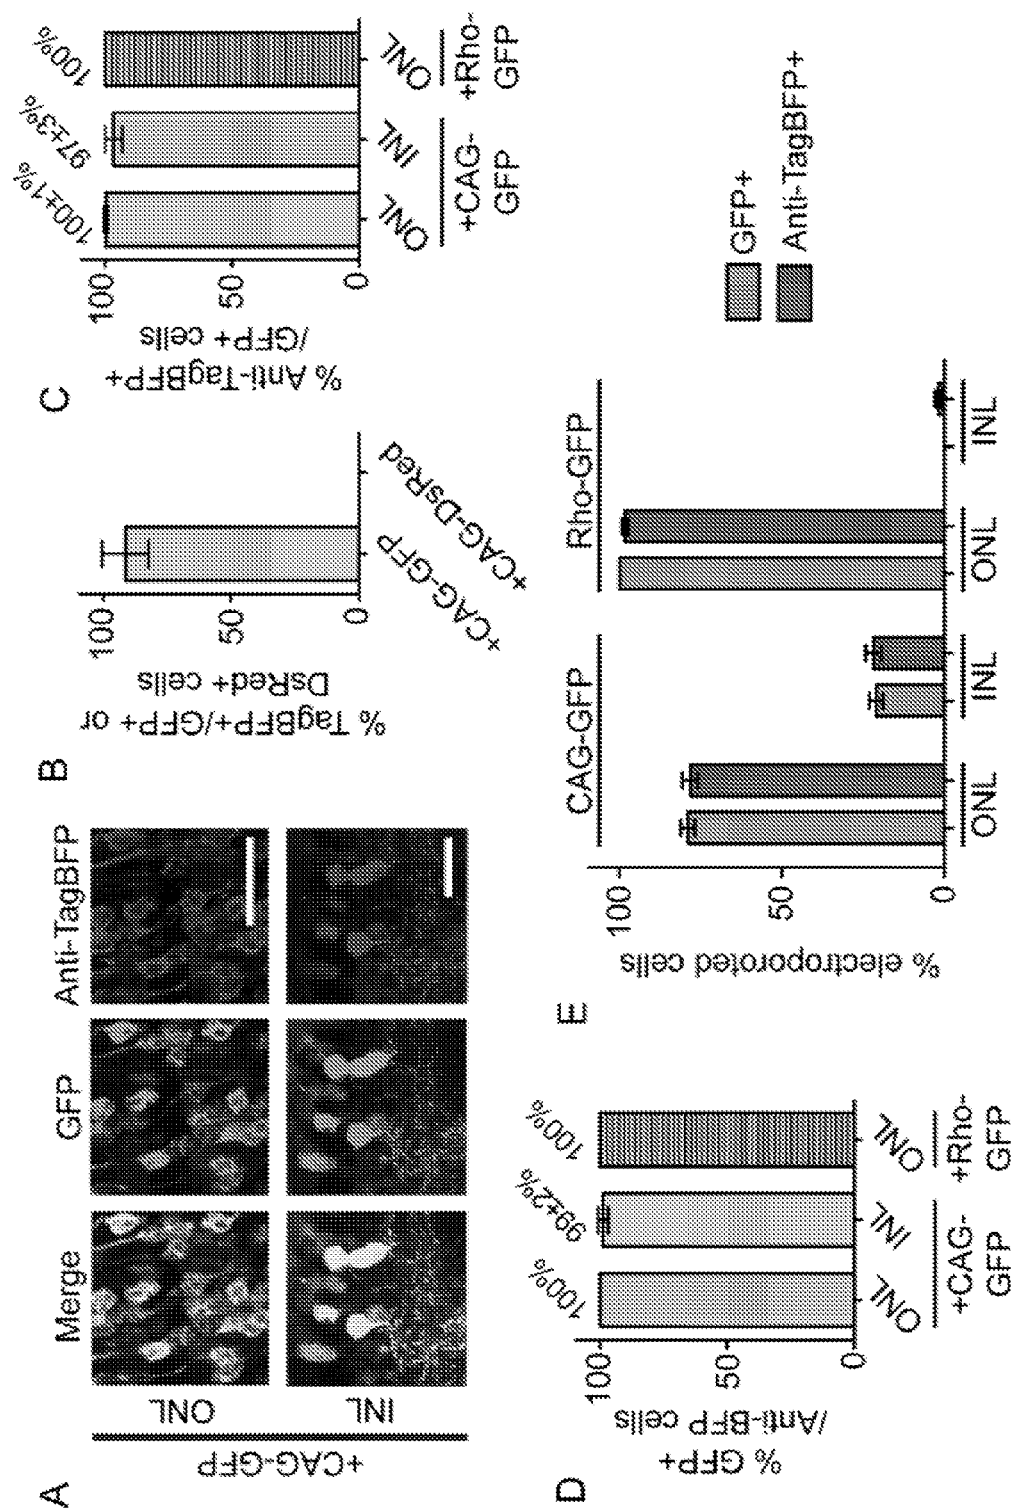 A
Merge
GFP
Anti-TagBFP
+CAG-GFP
ONL
INL
B
% TagBFP+/GFP+ or
DsRed+ cells
100
50
0
+CAG-GFP
+CAG-DsRed
C
% Anti-TagBFP+
/GFP+ cells
100
50
0
100±1%
97±3%
100%
ONL
INL
ONL
+CAG-
GFP
+Rho-
GFP
D
% GFP+
/Anti-BFP cells
100
50
0
100%
99±2%
100%
ONL
INL
ONL
+CAG-
GFP
+Rho-
GFP
E
% electroporated cells
100
50
0
CAG-GFP
Rho-GFP
ONL
INL
ONL
INL
GFP+
Anti-TagBFP+